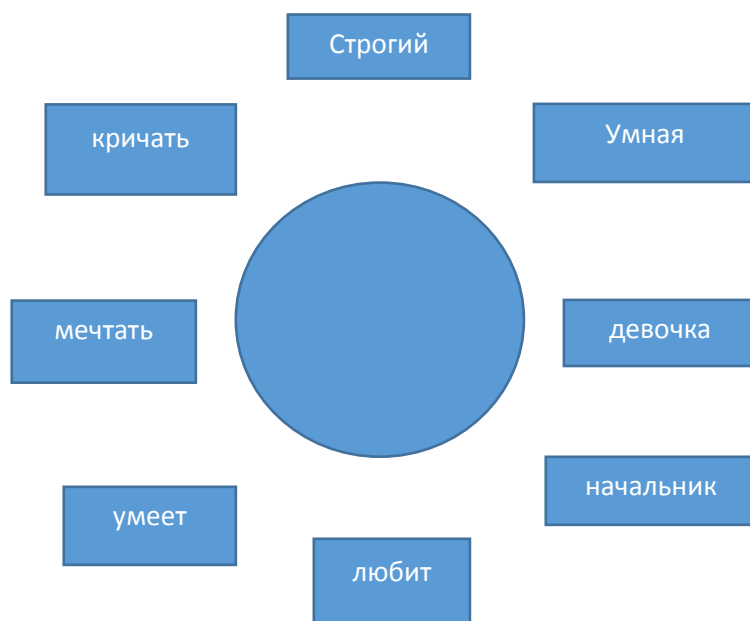 Строгий
кричать
Умная
мечтать
девочка
начальник
умеет
любит